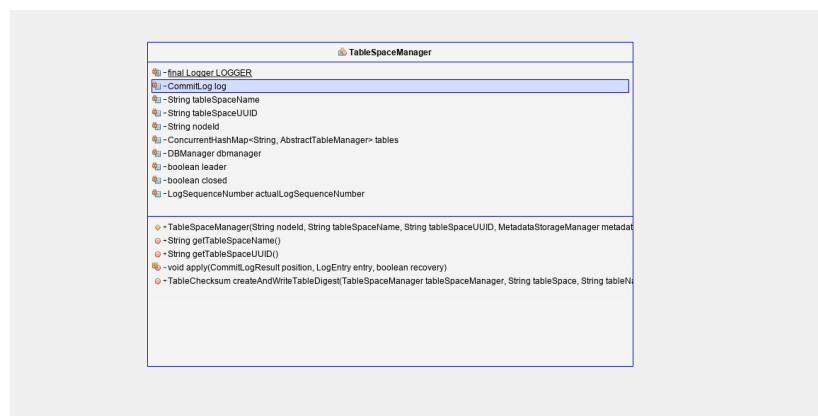 TableSpaceManager
-final Logger LOGGER
-CommitLog log
-String tableSpaceName
-String tableSpaceUUID
-String nodeId
-ConcurrentHashMap<String, AbstractTableManager> tables
-DBManager dbmanager
-boolean leader
-boolean closed
-LogSequenceNumber actualLogSequenceNumber
+TableSpaceManager(String nodeId, String tableSpaceName, String tableSpaceUUID, MetadataStorageManager metadat
+String getTableSpaceName()
+String getTableSpaceUUID()
-void apply(CommitLogResult position, LogEntry entry, boolean recovery)
+TableChecksum createAndWriteTableDigest(TableSpaceManager tableSpaceManager, String tableSpace, String tableNa